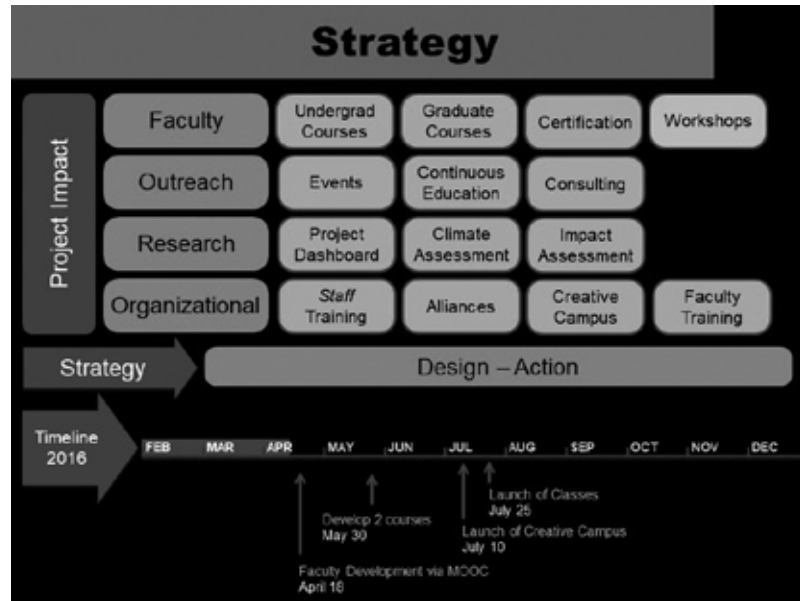 Strategy
Project Impact
Faculty
Undergrad
Courses
Graduate
Courses
Certification
Workshops
Outreach
Events
Continuous
Education
Consulting
Research
Project
Dashboard
Climate
Assessment
Impact
Assessment
Organizational
Staff
Training
Alliances
Creative
Campus
Faculty
Training
Strategy
Design – Action
Timeline
2016
FEB MAR APR MAY JUN JUL AUG SEP OCT NOV DEC
Launch of Classes
July 25
Develop 2 courses
May 30
Launch of Creative Campus
July 10
Faculty Development via MOOC
April 18